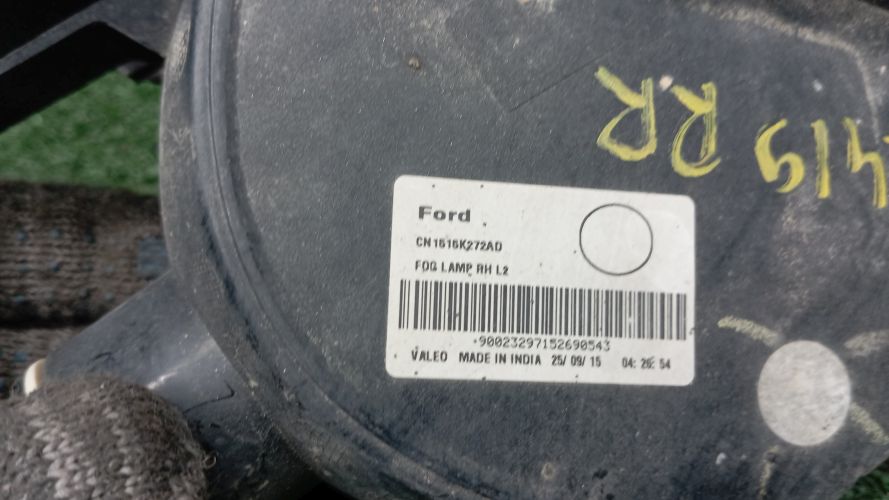 Ford
CN1515K272AD
FOG LAMP RH L2
*90023297152690543
VALEO MADE IN INDIA 25/09/15 04:26:54
RR